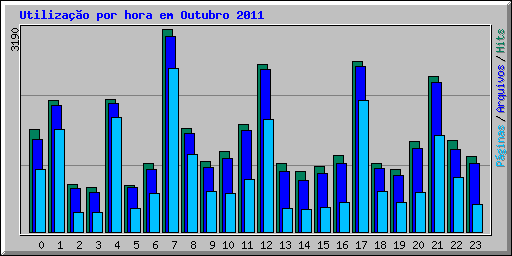 Utilização por hora em Outubro 2011
3190
Páginas / Arquivos / Hits
0 1 2 3 4 5 6 7 8 9 10 11 12 13 14 15 16 17 18 19 20 21 22 23